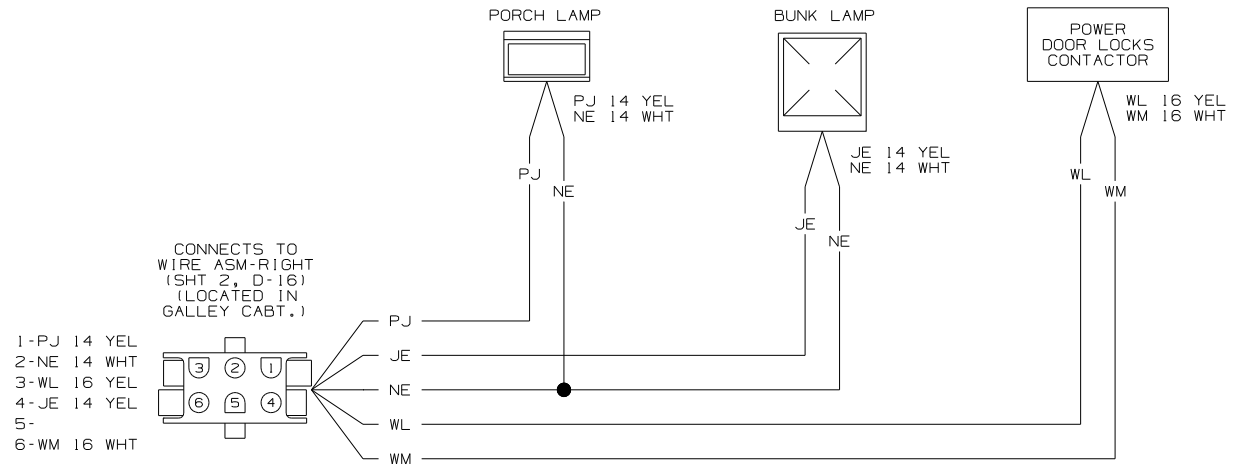 PORCH LAMP
BUNK LAMP
POWER
DOOR LOCKS
CONTACTOR
PJ 14 YEL
NE 14 WHT
WL 16 YEL
WM 16 WHT
JE 14 YEL
NE 14 WHT
PJ
NE
WL
WM
JE
NE
CONNECTS TO
WIRE ASM-RIGHT
(SHT 2, D-16)
(LOCATED IN
GALLEY CABT.)
1-PJ 14 YEL
2-NE 14 WHT
3-WL 16 YEL
4-JE 14 YEL
5-
6-WM 16 WHT
3 2 1
6 5 4
PJ
JE
NE
WL
WM